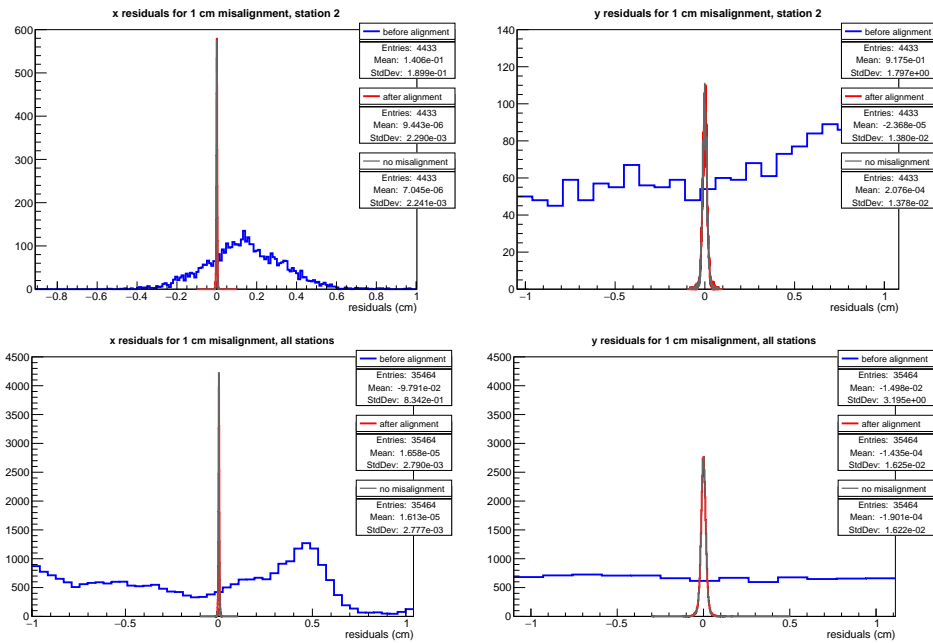 x residuals for 1 cm misalignment, station 2
before alignment
Entries: 4433
Mean: 1.406e-01
StdDev: 1.899e-01
after alignment
Entries: 4433
Mean: 9.443e-06
StdDev: 2.290e-03
no misalignment
Entries: 4433
Mean: 7.045e-06
StdDev: 2.241e-03
600
500
400
300
200
100
0
−0.8 −0.6 −0.4 −0.2 0 0.2 0.4 0.6 0.8 1
residuals (cm)
y residuals for 1 cm misalignment, station 2
before alignment
Entries: 4433
Mean: 9.175e-01
StdDev: 1.797e+00
after alignment
Entries: 4433
Mean: -2.368e-05
StdDev: 1.380e-02
no misalignment
Entries: 4433
Mean: 2.076e-04
StdDev: 1.378e-02
140
120
100
80
60
40
20
0
−1 −0.5 0 0.5 1
residuals (cm)
x residuals for 1 cm misalignment, all stations
before alignment
Entries: 35464
Mean: -9.791e-02
StdDev: 8.342e-01
after alignment
Entries: 35464
Mean: 1.658e-05
StdDev: 2.790e-03
no misalignment
Entries: 35464
Mean: 1.613e-05
StdDev: 2.777e-03
4500
4000
3500
3000
2500
2000
1500
1000
500
0
−1 −0.5 0 0.5 1
residuals (cm)
y residuals for 1 cm misalignment, all stations
before alignment
Entries: 35464
Mean: -1.498e-02
StdDev: 3.195e+00
after alignment
Entries: 35464
Mean: -1.435e-04
StdDev: 1.625e-02
no misalignment
Entries: 35464
Mean: -1.901e-04
StdDev: 1.622e-02
4500
4000
3500
3000
2500
2000
1500
1000
500
0
−1 −0.5 0 0.5 1
residuals (cm)